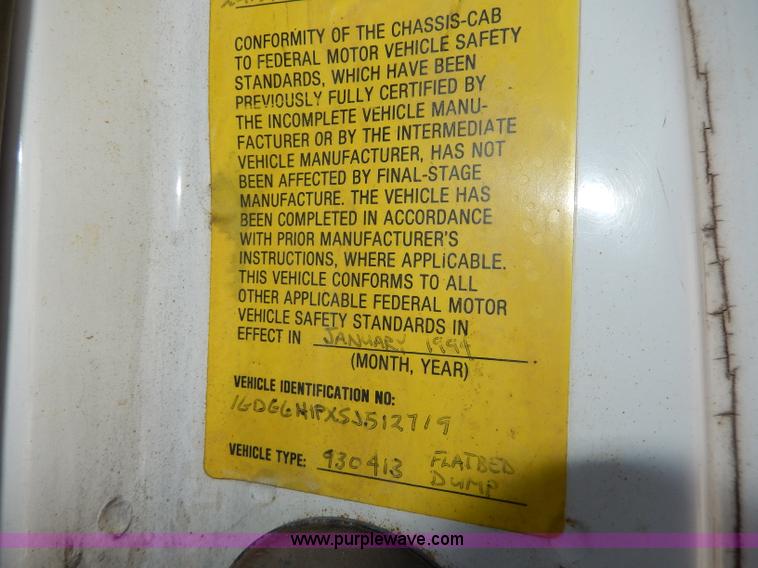 CONFORMITY OF THE CHASSIS-CAB
TO FEDERAL MOTOR VEHICLE SAFETY
STANDARDS, WHICH HAVE BEEN
PREVIOUSLY FULLY CERTIFIED BY
THE INCOMPLETE VEHICLE MANU-
FACTURER OR BY THE INTERMEDIATE
VEHICLE MANUFACTURER, HAS NOT
BEEN AFFECTED BY FINAL-STAGE
MANUFACTURE. THE VEHICLE HAS
BEEN COMPLETED IN ACCORDANCE
WITH PRIOR MANUFACTURER'S
INSTRUCTIONS, WHERE APPLICABLE.
THIS VEHICLE CONFORMS TO ALL
OTHER APPLICABLE FEDERAL MOTOR
VEHICLE SAFETY STANDARDS IN
EFFECT IN JANUARY 1994
(MONTH, YEAR)
VEHICLE IDENTIFICATION NO:
1GDG6H1PXSJ512719
VEHICLE TYPE: 930413 FLATBED
DUMP
www.purplewave.com